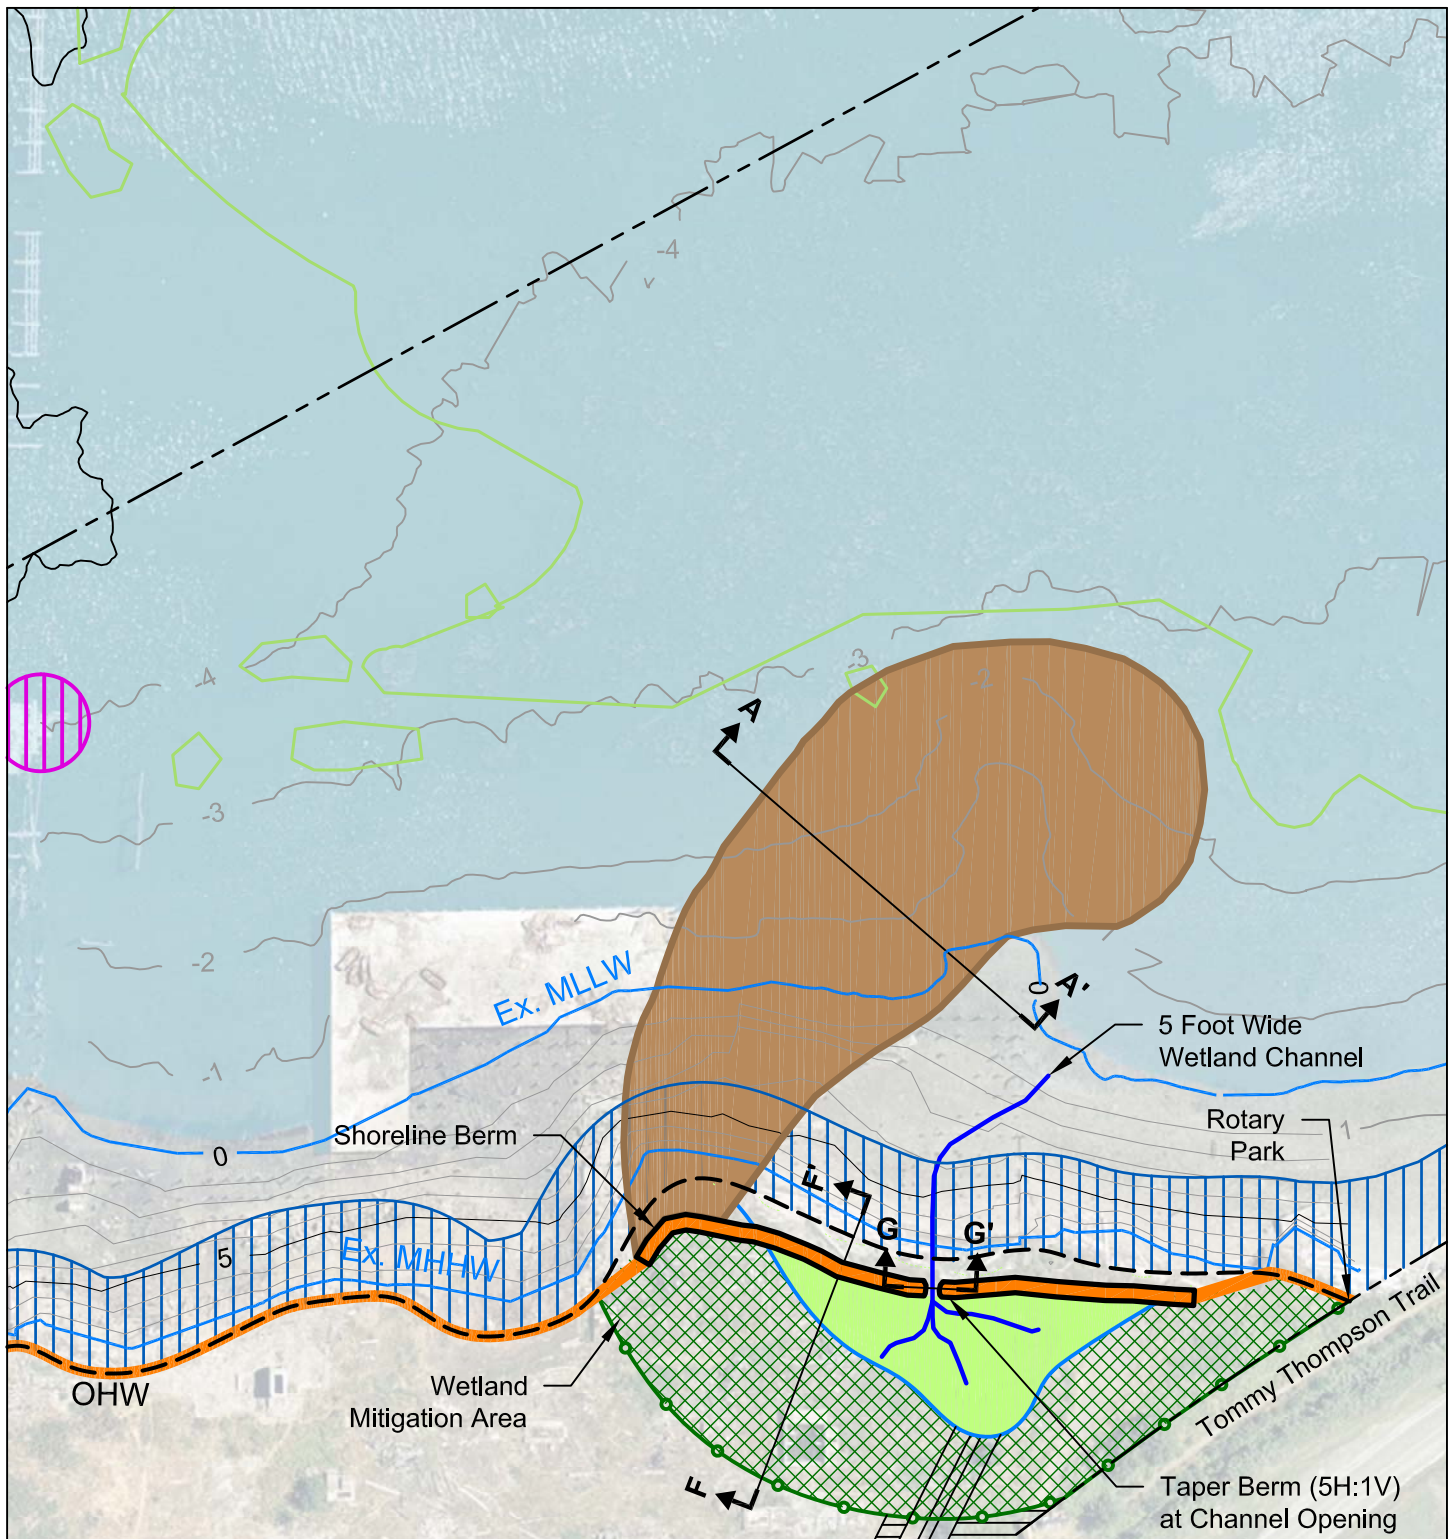 -4
-4
-3
-2
-3
A
Ex. MLLW
-2
0
A'
5 Foot Wide
Wetland Channel
-1
Rotary
Park
1
Shoreline Berm
0
F'
G
G'
5
Ex. MHHW
Tommy Thompson Trail
OHW
Wetland
Mitigation Area
F
Taper Berm (5H:1V)
at Channel Opening